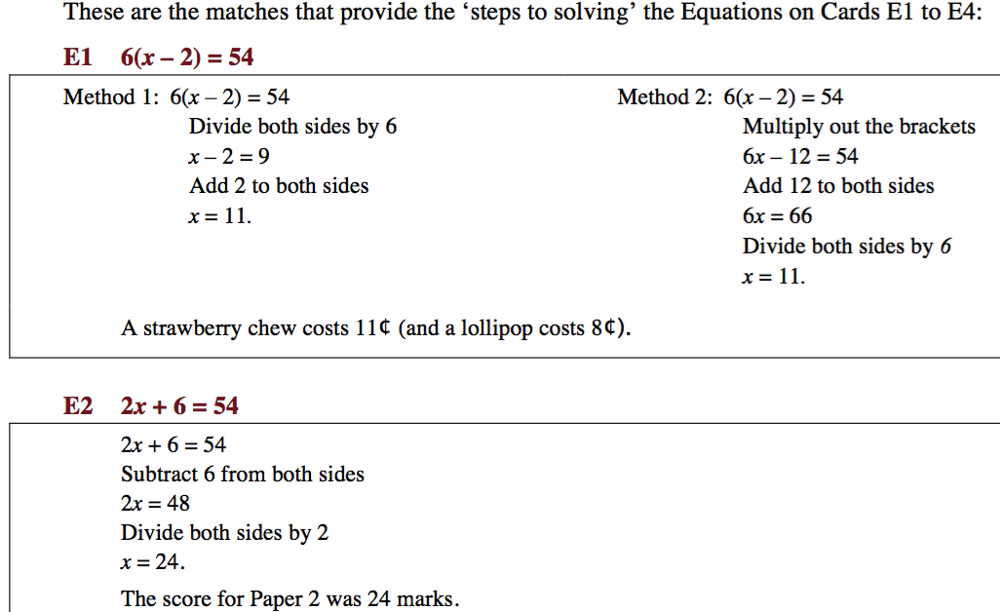 These are the matches that provide the ‘steps to solving’ the Equations on Cards E1 to E4:
E1 6(x – 2) = 54
Method 1: 6(x – 2) = 54
Divide both sides by 6
x – 2 = 9
Add 2 to both sides
x = 11.
Method 2: 6(x – 2) = 54
Multiply out the brackets
6x – 12 = 54
Add 12 to both sides
6x = 66
Divide both sides by 6
x = 11.
A strawberry chew costs 11¢ (and a lollipop costs 8¢).
E2 2x + 6 = 54
2x + 6 = 54
Subtract 6 from both sides
2x = 48
Divide both sides by 2
x = 24.
The score for Paper 2 was 24 marks.